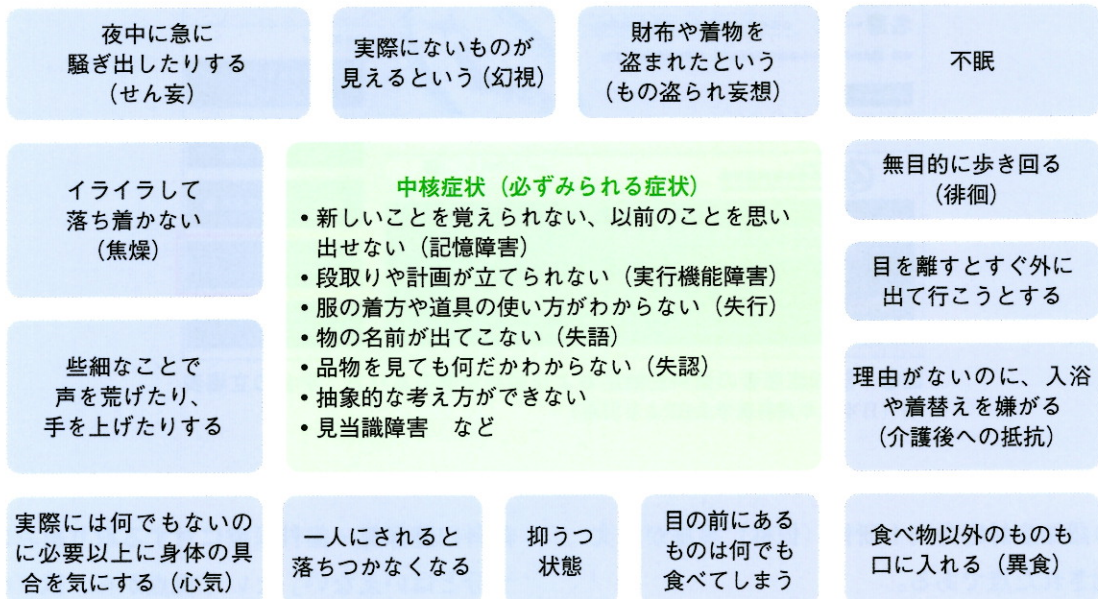 夜中に急に
騒ぎ出したりする
(せん妄)
実際にないものが
見えるという(幻視)
財布や着物を
盗まれたという
(もの盗られ妄想)
不眠
イライラして
落ち着かない
(焦燥)
中核症状(必ずみられる症状)
• 新しいことを覚えられない、以前のことを思い
出せない(記憶障害)
• 段取りや計画が立てられない(実行機能障害)
• 服の着方や道具の使い方がわからない(失行)
• 物の名前が出てこない(失語)
• 品物を見ても何だかわからない(失認)
• 抽象的な考え方ができない
• 見当識障害 など
無目的に歩き回る
(徘徊)
目を離すとすぐ外に
出て行こうとする
些細なことで
声を荒げたり、
手を上げたりする
理由がないのに、入浴
や着替えを嫌がる
(介護後への抵抗)
実際には何でもないの
に必要以上に身体の具
合を気にする(心気)
一人にされると
落ちつかなくなる
抑うつ
状態
目の前にある
ものは何でも
食べてしまう
食べ物以外のものも
口に入れる(異食)